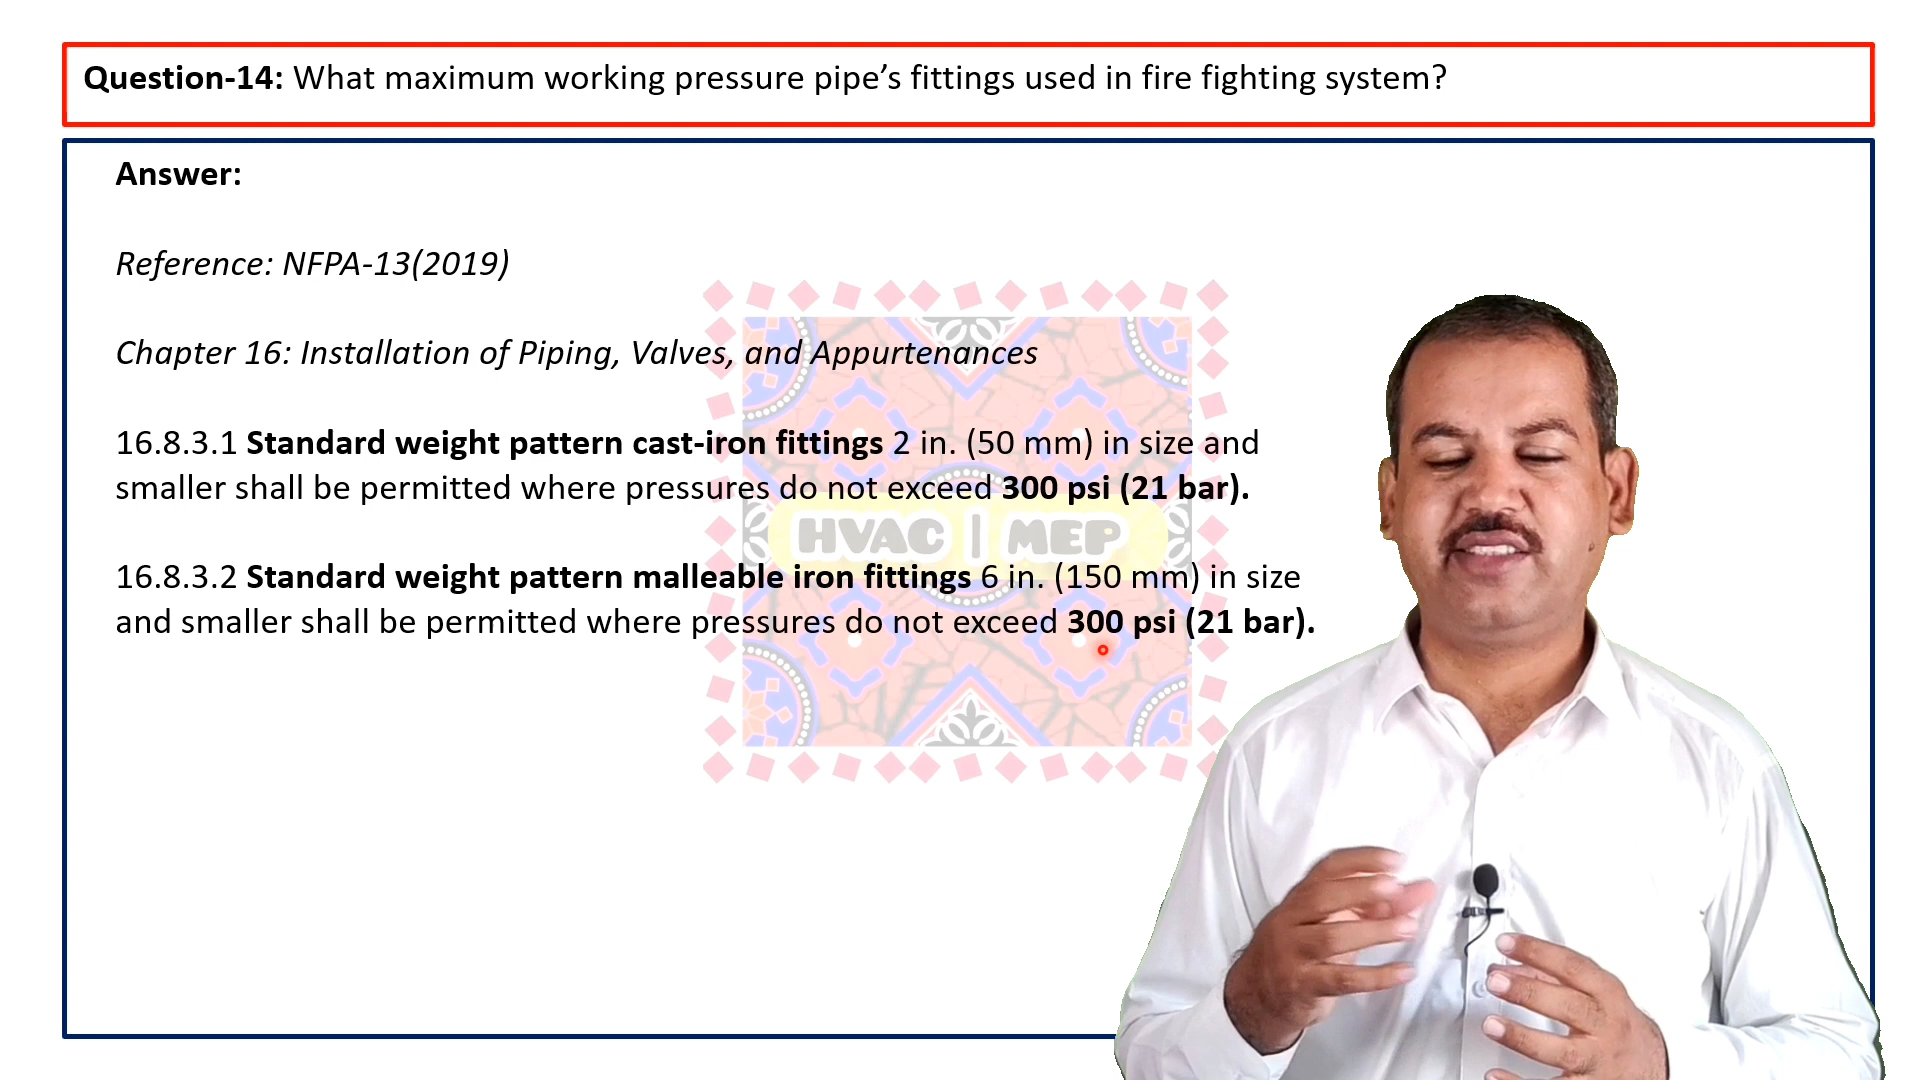 Question-14: What maximum working pressure pipe’s fittings used in fire fighting system?
Answer:
Reference: NFPA-13(2019)
Chapter 16: Installation of Piping, Valves, and Appurtenances
16.8.3.1 Standard weight pattern cast-iron fittings 2 in. (50 mm) in size and
smaller shall be permitted where pressures do not exceed 300 psi (21 bar).
HVAC | MEP
16.8.3.2 Standard weight pattern malleable iron fittings 6 in. (150 mm) in size
and smaller shall be permitted where pressures do not exceed 300 psi (21 bar).